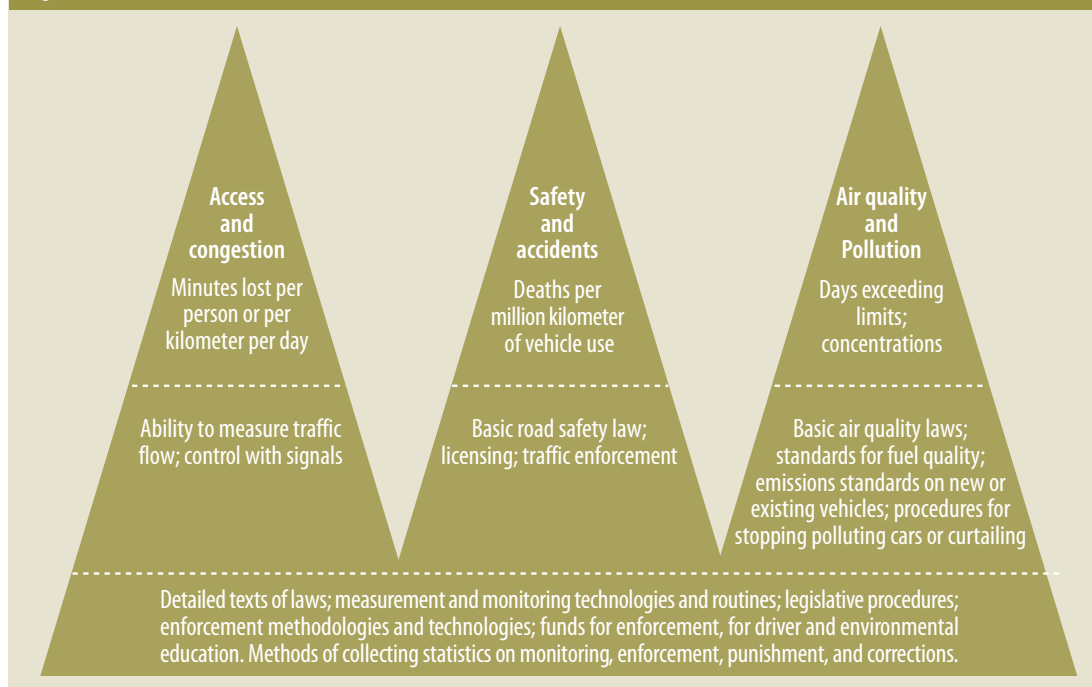 Access
and
congestion
Minutes lost per
person or per
kilometer per day
Ability to measure traffic
flow; control with signals
Safety
and
accidents
Deaths per
million kilometer
of vehicle use
Basic road safety law;
licensing; traffic enforcement
Air quality
and
Pollution
Days exceeding
limits;
concentrations
Basic air quality laws;
standards for fuel quality;
emissions standards on new or
existing vehicles; procedures for
stopping polluting cars or curtailing
Detailed texts of laws; measurement and monitoring technologies and routines; legislative procedures;
enforcement methodologies and technologies; funds for enforcement, for driver and environmental
education. Methods of collecting statistics on monitoring, enforcement, punishment, and corrections.